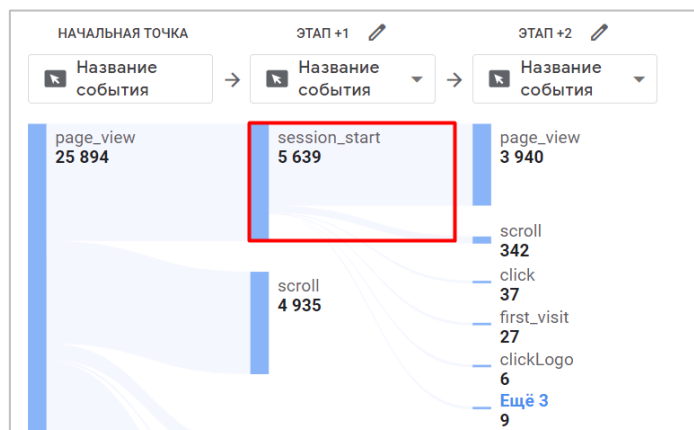 НАЧАЛЬНАЯ ТОЧКА
ЭТАП +1
ЭТАП +2
Название
события
Название
события
Название
события
page_view
25 894
session_start
5 639
page_view
3 940
scroll
342
click
37
scroll
4 935
first_visit
27
clickLogo
6
Ещё 3
9